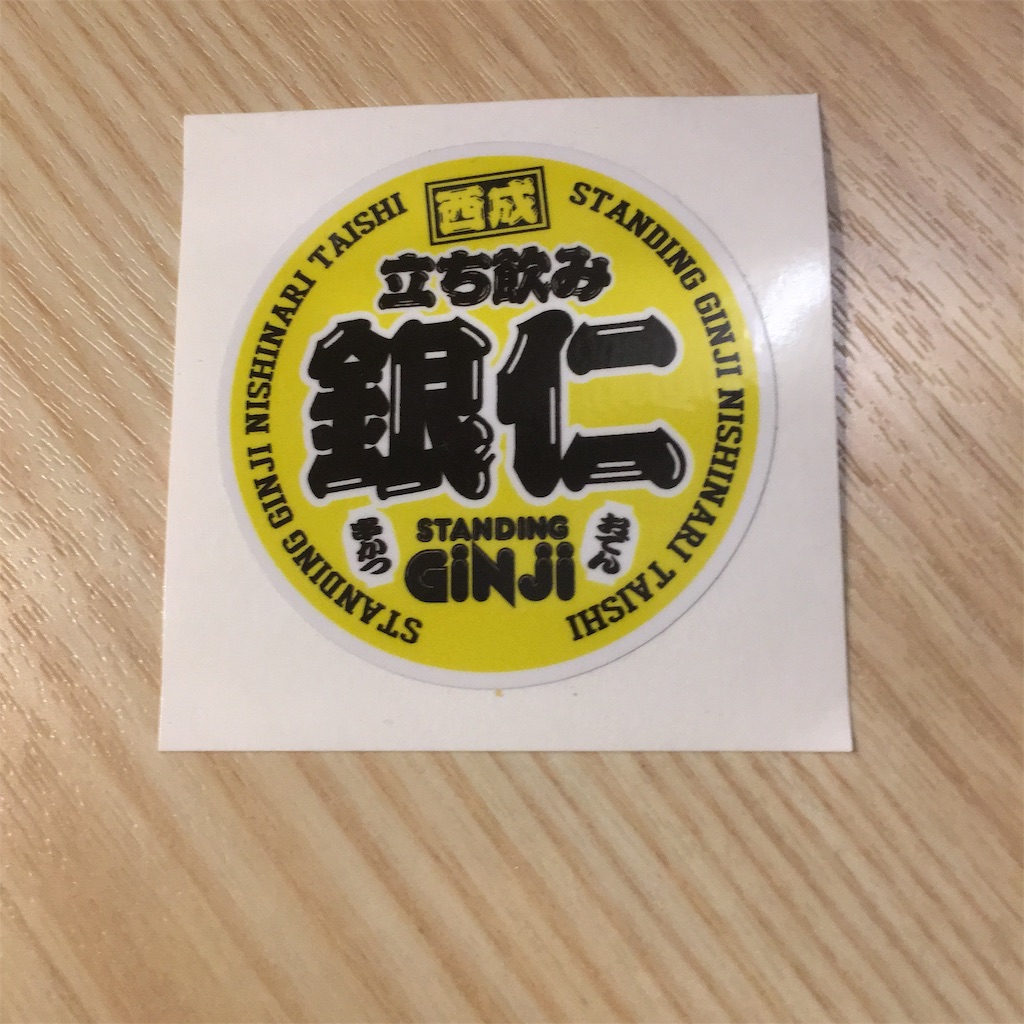 西成
立ち飲み
銀仁
串かつ
おでん
STANDING
GiNJi
STANDING GINJI NISHINARI TAISHI
STANDING GINJI NISHINARI TAISHI